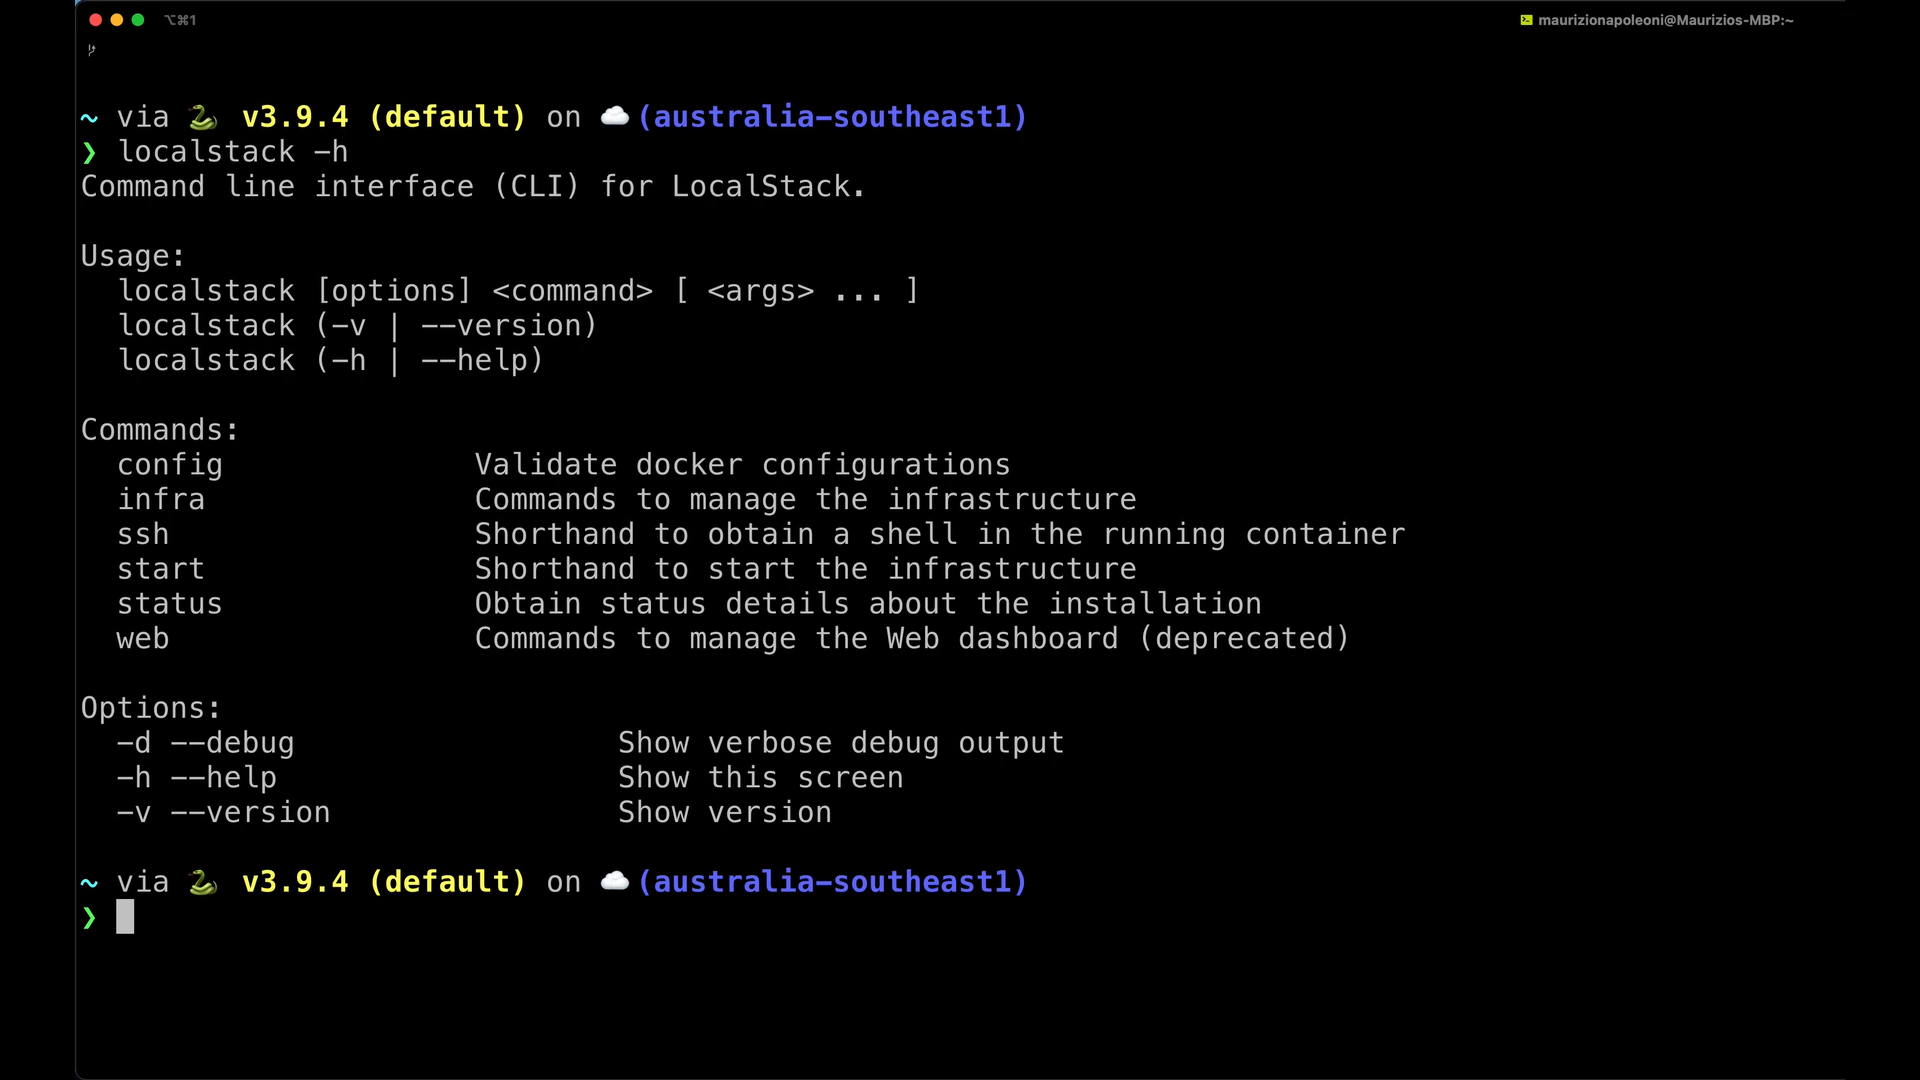 ⌥⌘1
maurizionapoleoni@Maurizios-MBP:~
~ via 🐍 v3.9.4 (default) on ☁️ (australia-southeast1)
❯ localstack -h
Command line interface (CLI) for LocalStack.
Usage:
localstack [options] <command> [ <args> ... ]
localstack (-v | --version)
localstack (-h | --help)
Commands:
config Validate docker configurations
infra Commands to manage the infrastructure
ssh Shorthand to obtain a shell in the running container
start Shorthand to start the infrastructure
status Obtain status details about the installation
web Commands to manage the Web dashboard (deprecated)
Options:
-d --debug Show verbose debug output
-h --help Show this screen
-v --version Show version
~ via 🐍 v3.9.4 (default) on ☁️ (australia-southeast1)
❯